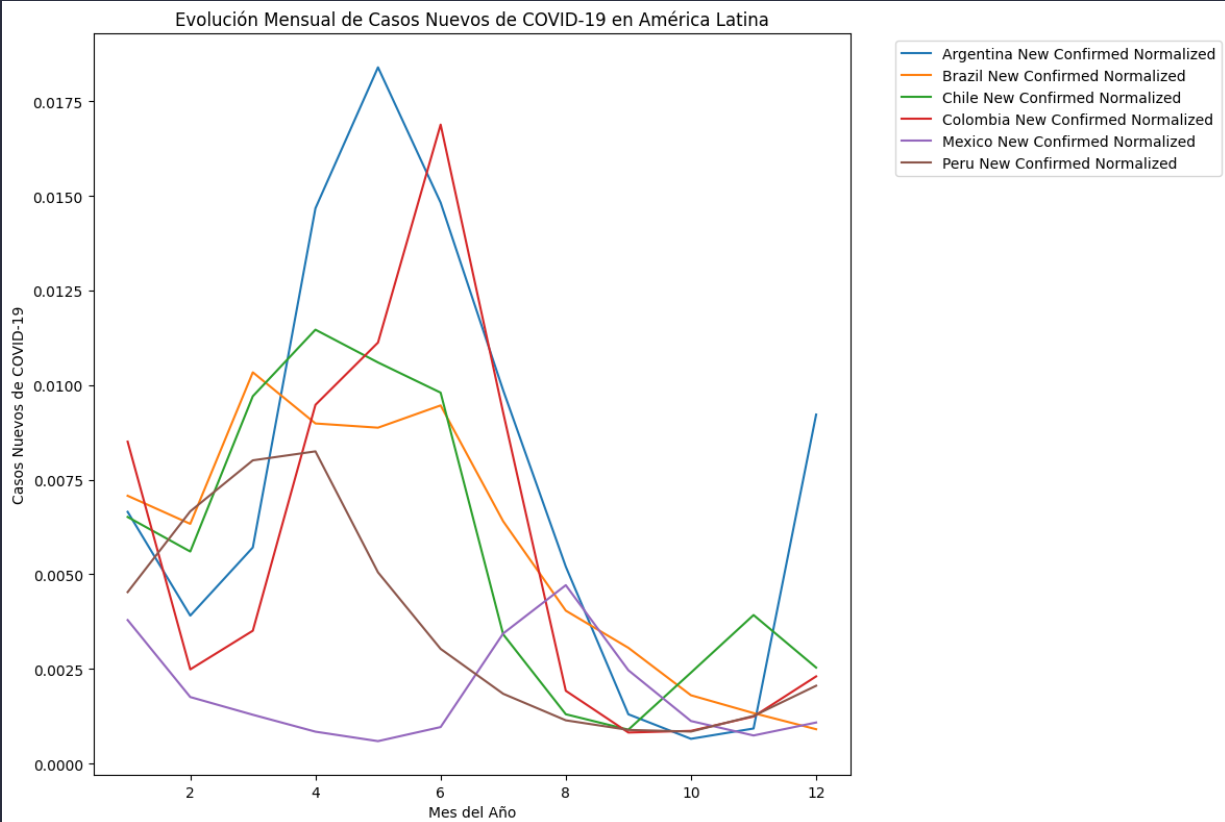 Evolución Mensual de Casos Nuevos de COVID-19 en América Latina
Argentina New Confirmed Normalized
Brazil New Confirmed Normalized
Chile New Confirmed Normalized
Colombia New Confirmed Normalized
Mexico New Confirmed Normalized
Peru New Confirmed Normalized
Casos Nuevos de COVID-19
0.0175
0.0150
0.0125
0.0100
0.0075
0.0050
0.0025
0.0000
2 4 6 8 10 12
Mes del Año